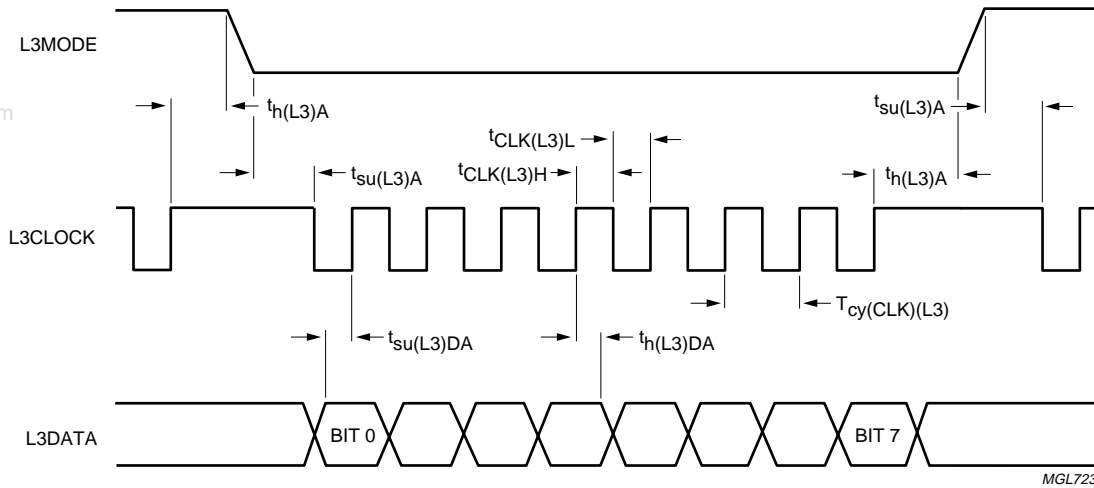 L3MODE
m
th(L3)A
tsu(L3)A
tCLK(L3)L
tsu(L3)A
tCLK(L3)H
th(L3)A
L3CLOCK
Tcy(CLK)(L3)
tsu(L3)DA
th(L3)DA
L3DATA
BIT 0
BIT 7
MGL723